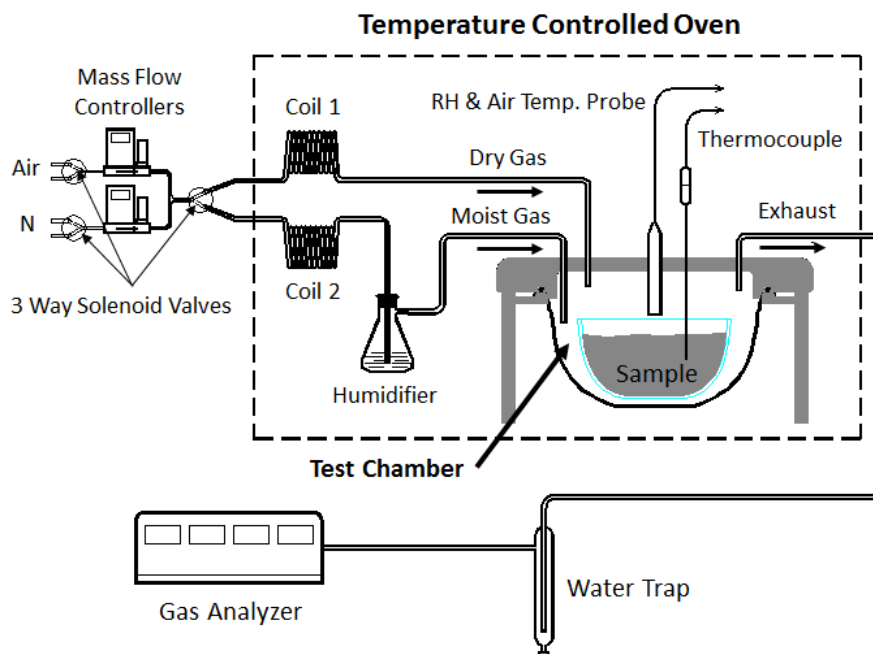 Temperature Controlled Oven
Mass Flow
Controllers
Coil 1
RH & Air Temp. Probe
Thermocouple
Air
Dry Gas
N
Moist Gas
Exhaust
3 Way Solenoid Valves
Coil 2
Humidifier
Sample
Test Chamber
Gas Analyzer
Water Trap